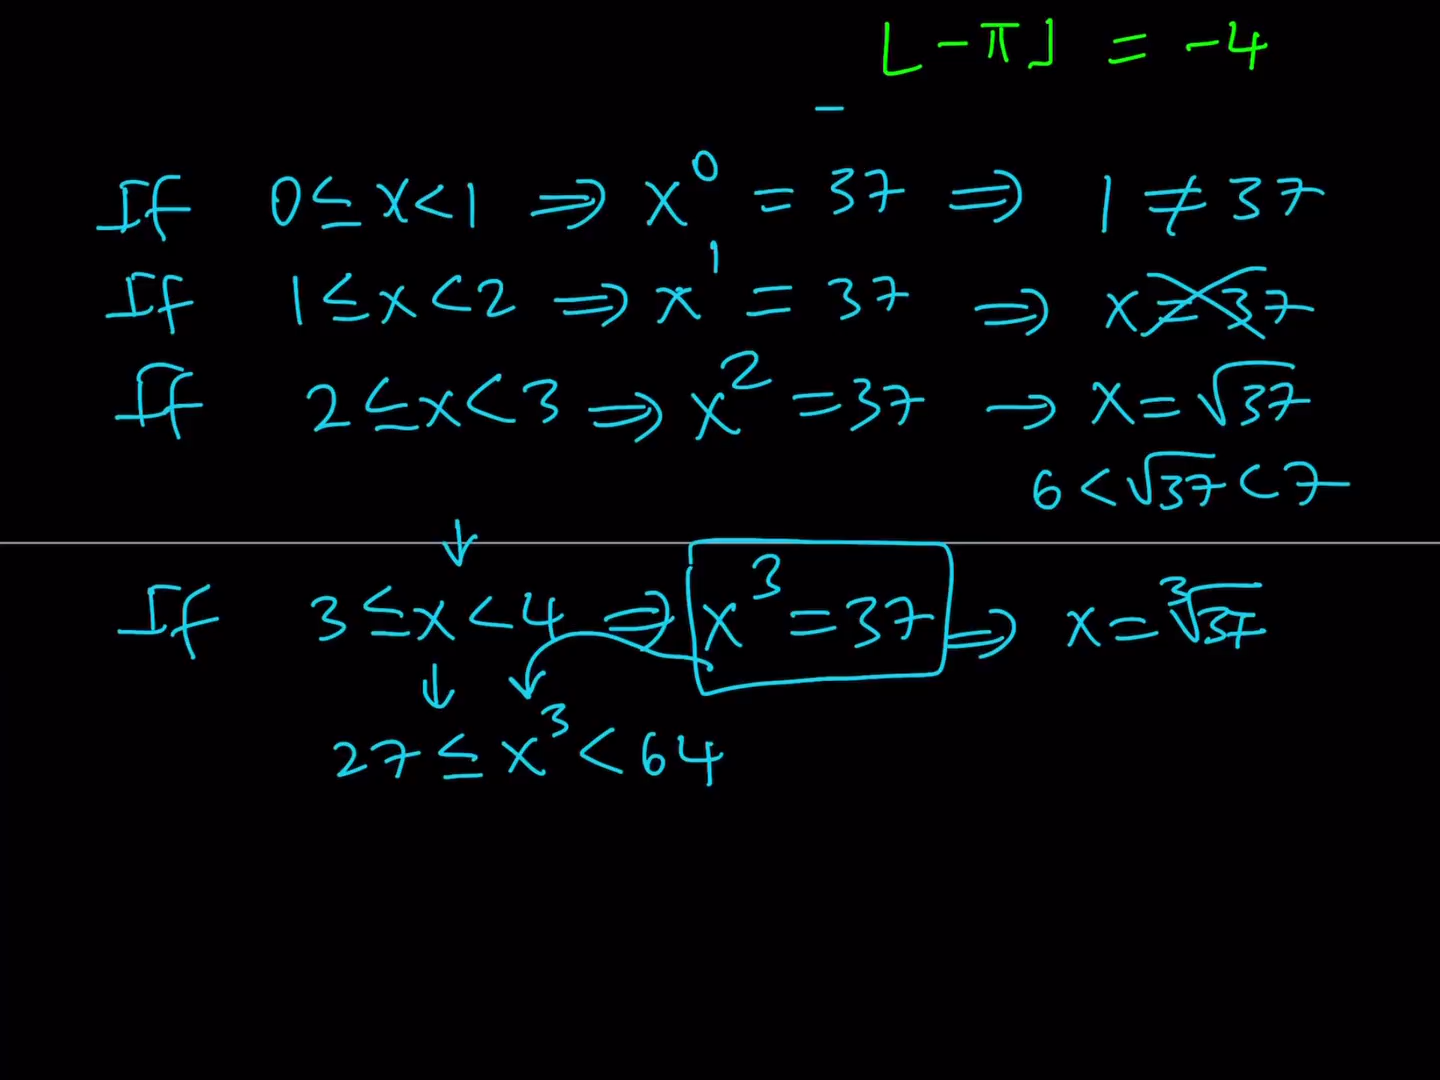 ⌊-π⌋ = -4
If 0 ≤ x < 1 ⇒ x⁰ = 37 ⇒ 1 ≠ 37
If 1 ≤ x < 2 ⇒ x¹ = 37 ⇒ x = 37
If 2 ≤ x < 3 ⇒ x² = 37 → x = √37
6 < √37 < 7
If 3 ≤ x < 4 ⇒ x³ = 37 ⇒ x = ∛37
27 ≤ x³ < 64